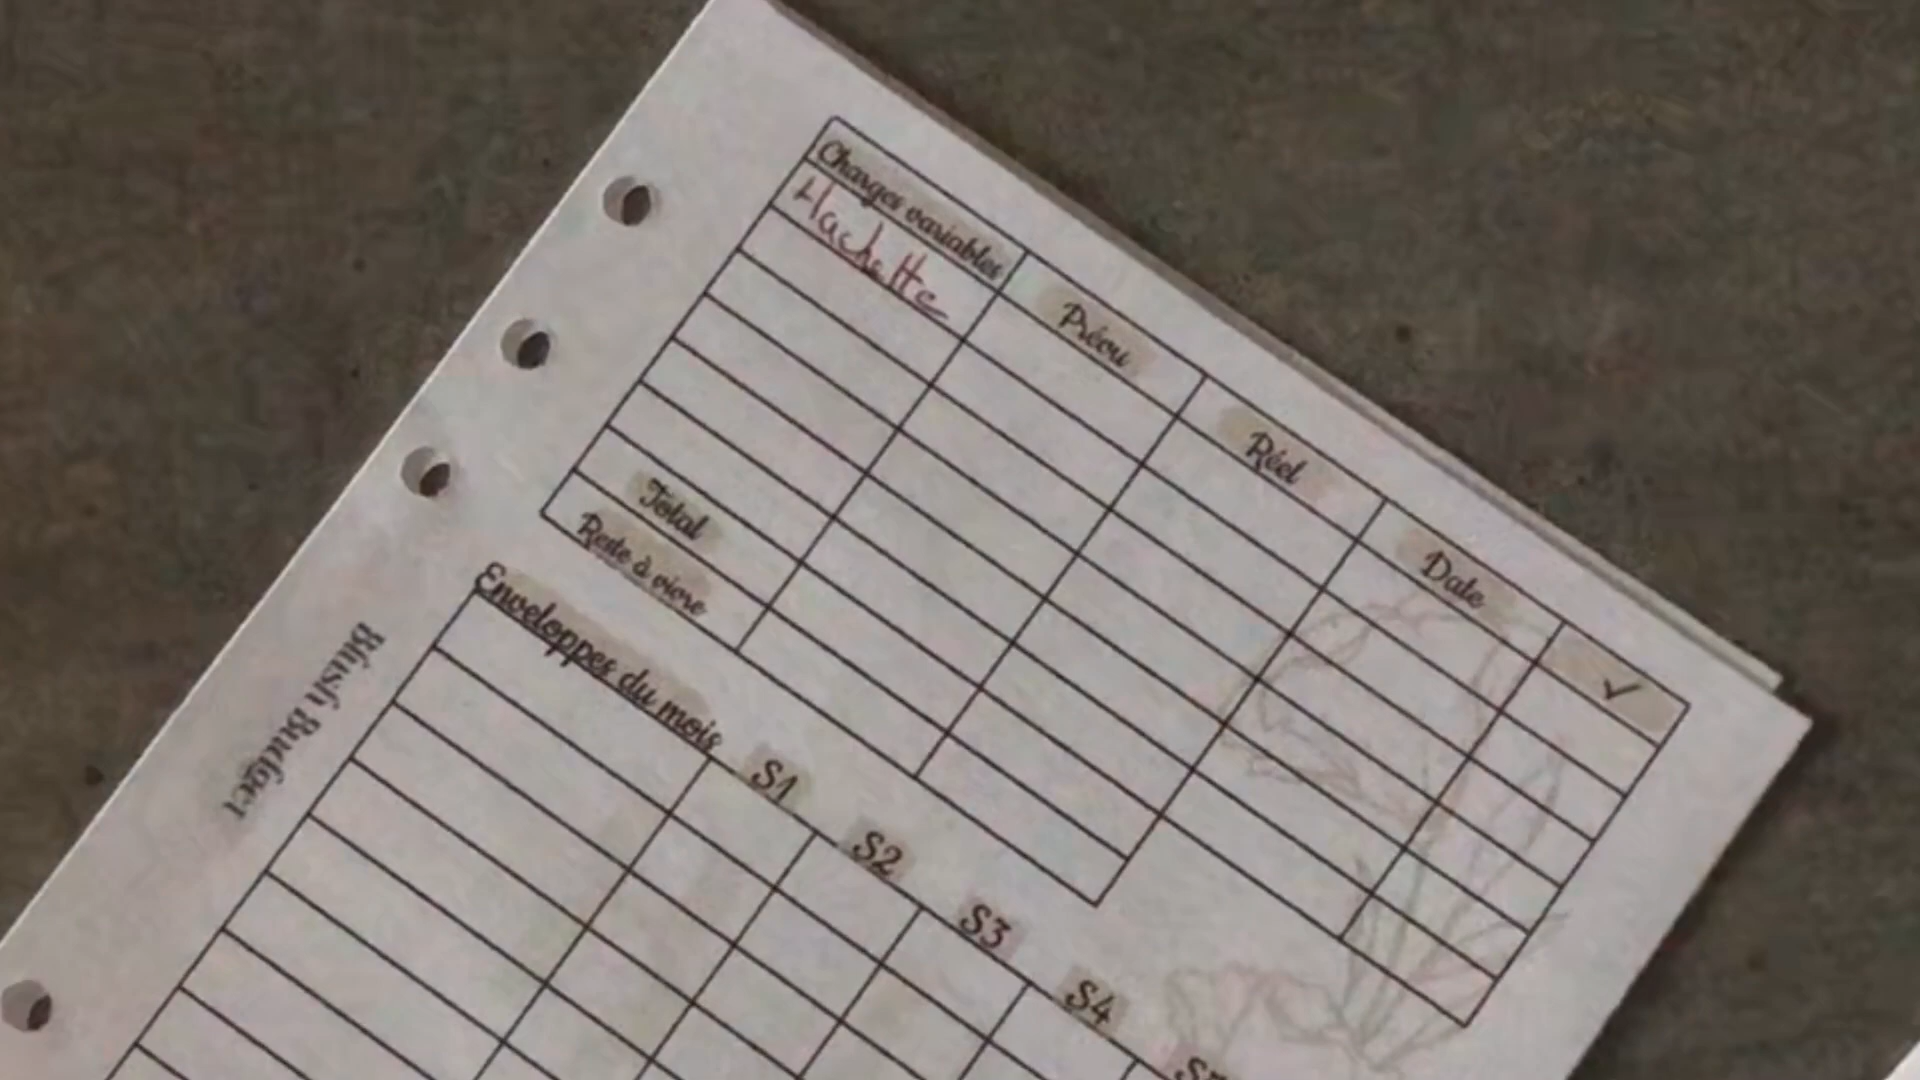 Charges variables Prévu Réel Date ✓
Hachette
Total
Reste à vivre
Enveloppes du mois S1 S2 S3 S4
Blush Budget